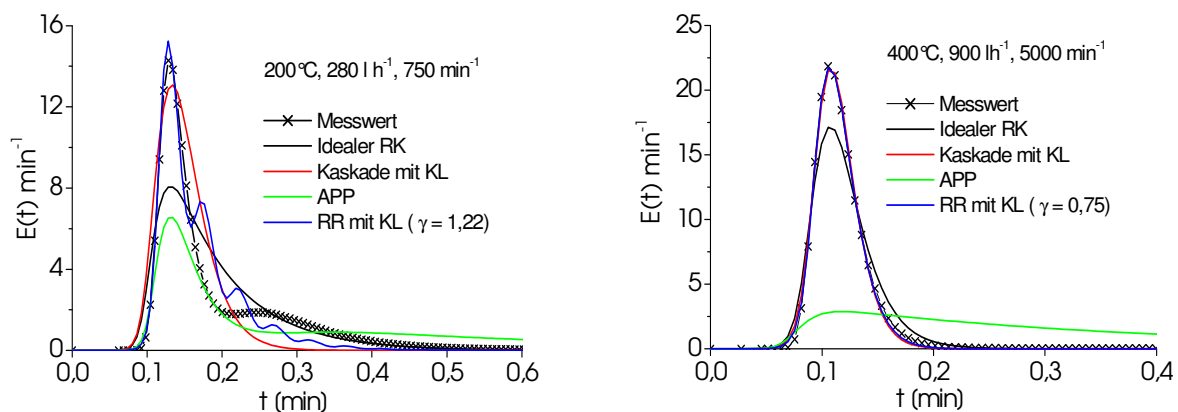 E(t) min⁻¹
16
12
8
4
0
200°C, 280 l h⁻¹, 750 min⁻¹
Messwert
Idealer RK
Kaskade mit KL
APP
RR mit KL ( γ = 1,22)
0,0 0,1 0,2 0,3 0,4 0,5 0,6
t (min)
E(t) min⁻¹
25
20
15
10
5
0
400°C, 900 lh⁻¹, 5000 min⁻¹
Messwert
Idealer RK
Kaskade mit KL
APP
RR mit KL ( γ = 0,75)
0,0 0,1 0,2 0,3 0,4
t (min)